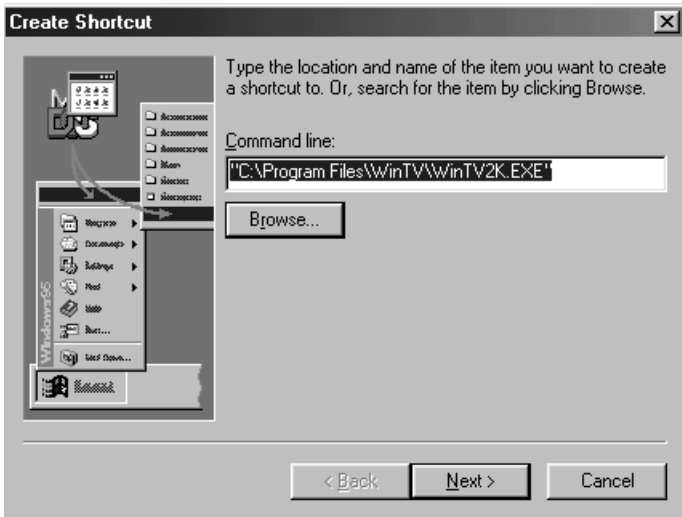 Create Shortcut
Type the location and name of the item you want to create
a shortcut to. Or, search for the item by clicking Browse.
Command line:
"C:\Program Files\WinTV\WinTV2K.EXE"
Browse...
Windows95
< Back
Next >
Cancel